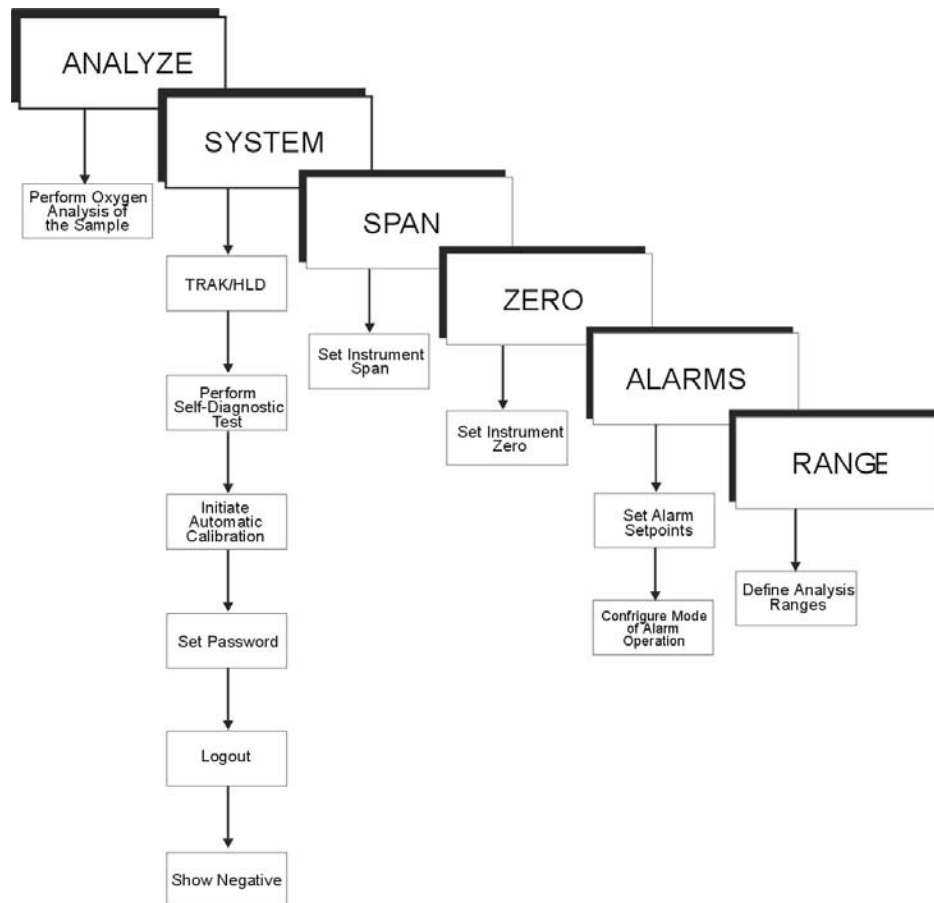 ANALYZE
SYSTEM
SPAN
ZERO
ALARMS
RANGE
Perform Oxygen
Analysis of
the Sample
TRAK/HLD
Perform
Self-Diagnostic
Test
Initiate
Automatic
Calibration
Set Password
Logout
Show Negative
Set Instrument
Span
Set Instrument
Zero
Set Alarm
Setpoints
Confrigure Mode
of Alarm
Operation
Define Analysis
Ranges